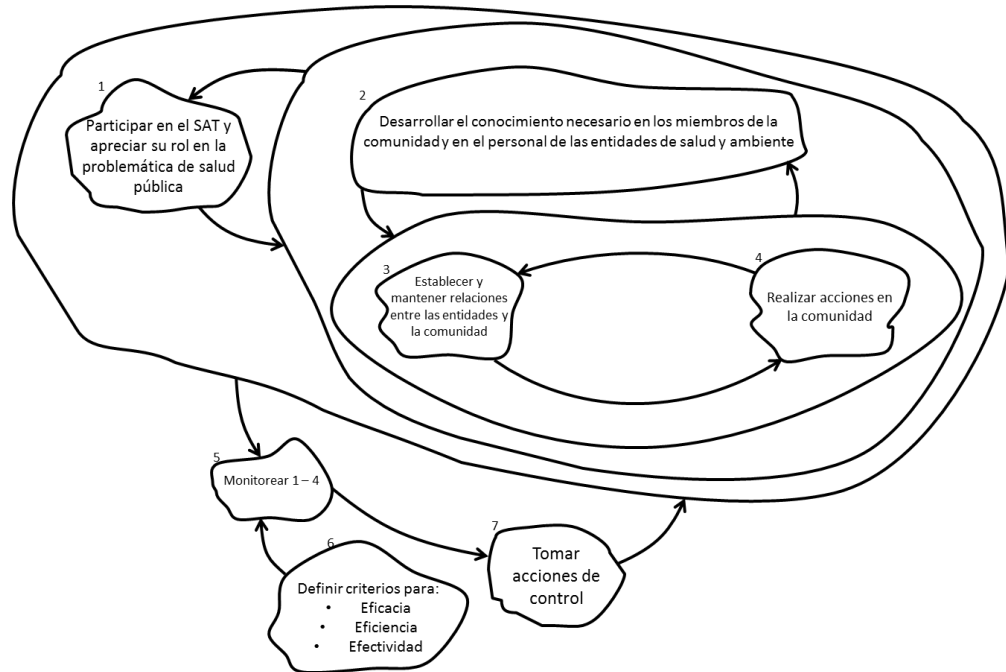 1
Participar en el SAT y
apreciar su rol en la
problemática de salud
pública
2
Desarrollar el conocimiento necesario en los miembros de la
comunidad y en el personal de las entidades de salud y ambiente
3
Establecer y
mantener relaciones
entre las entidades y
la comunidad
4
Realizar acciones en
la comunidad
5
Monitorear 1 – 4
6
Definir criterios para:
• Eficacia
• Eficiencia
• Efectividad
7
Tomar
acciones de
control